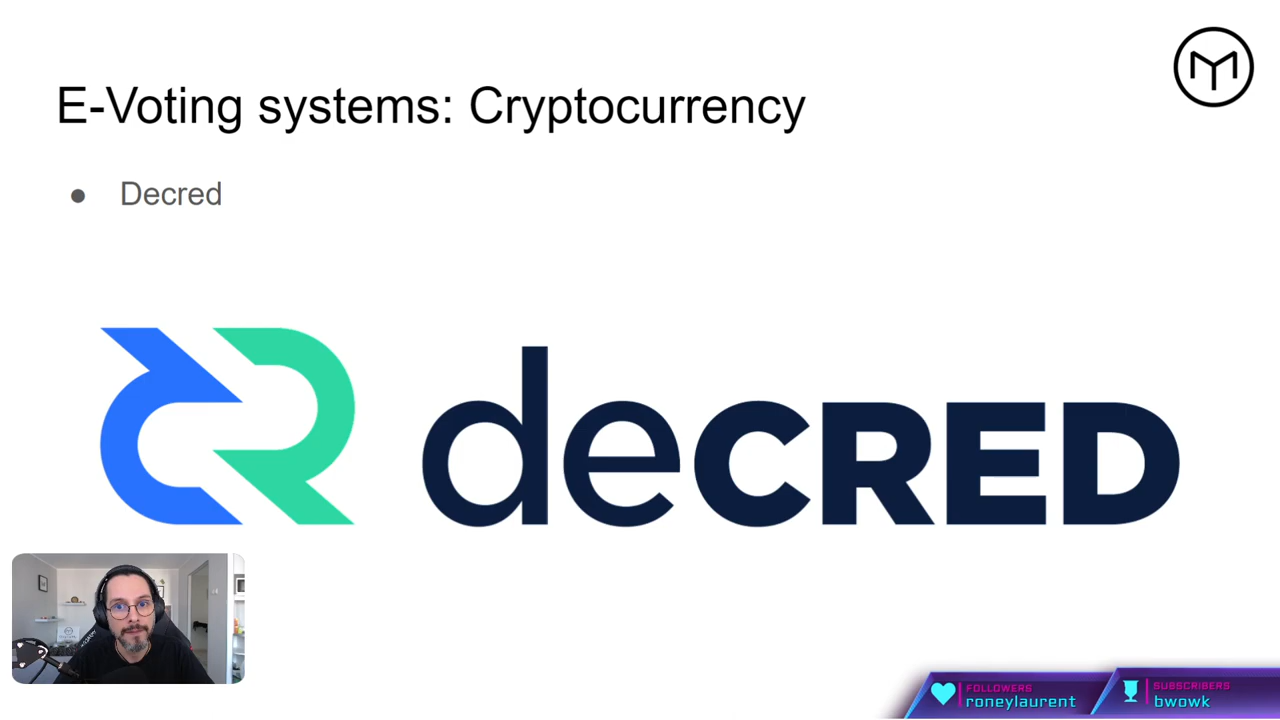 E-Voting systems: Cryptocurrency
● Decred
deCRED
FOLLOWERS
roneylaurent
SUBSCRIBERS
bwowk